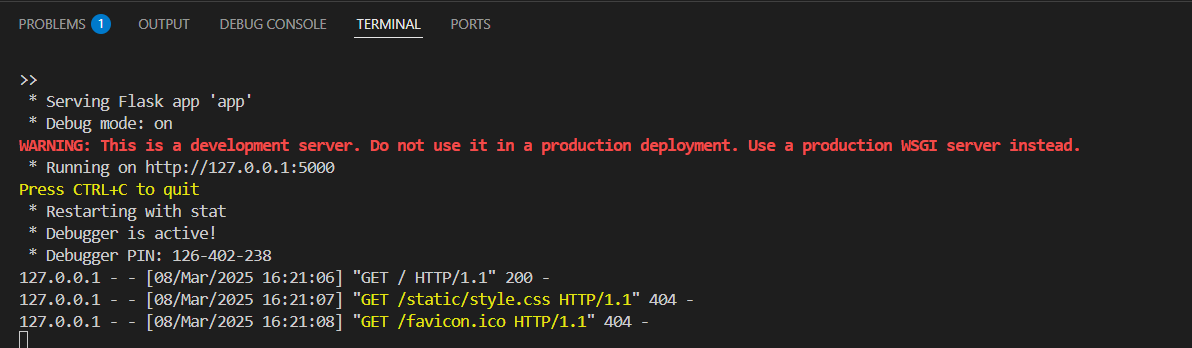 PROBLEMS 1 OUTPUT DEBUG CONSOLE TERMINAL PORTS
>>
 * Serving Flask app 'app'
 * Debug mode: on
WARNING: This is a development server. Do not use it in a production deployment. Use a production WSGI server instead.
 * Running on http://127.0.0.1:5000
Press CTRL+C to quit
 * Restarting with stat
 * Debugger is active!
 * Debugger PIN: 126-402-238
127.0.0.1 - - [08/Mar/2025 16:21:06] "GET / HTTP/1.1" 200 -
127.0.0.1 - - [08/Mar/2025 16:21:07] "GET /static/style.css HTTP/1.1" 404 -
127.0.0.1 - - [08/Mar/2025 16:21:08] "GET /favicon.ico HTTP/1.1" 404 -